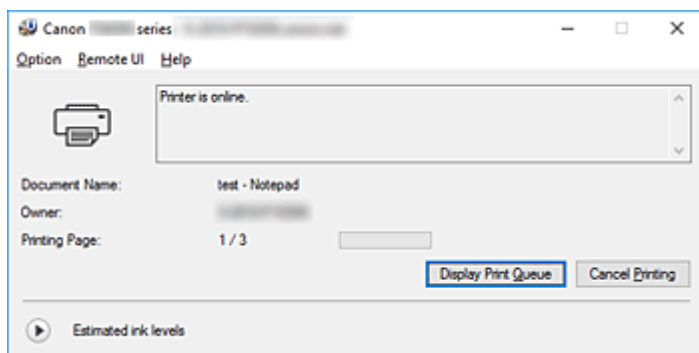 Canon series
Option Remote UI Help
Printer is online.
Document Name: test - Notepad
Owner:
Printing Page: 1 / 3
Display Print Queue Cancel Printing
Estimated ink levels